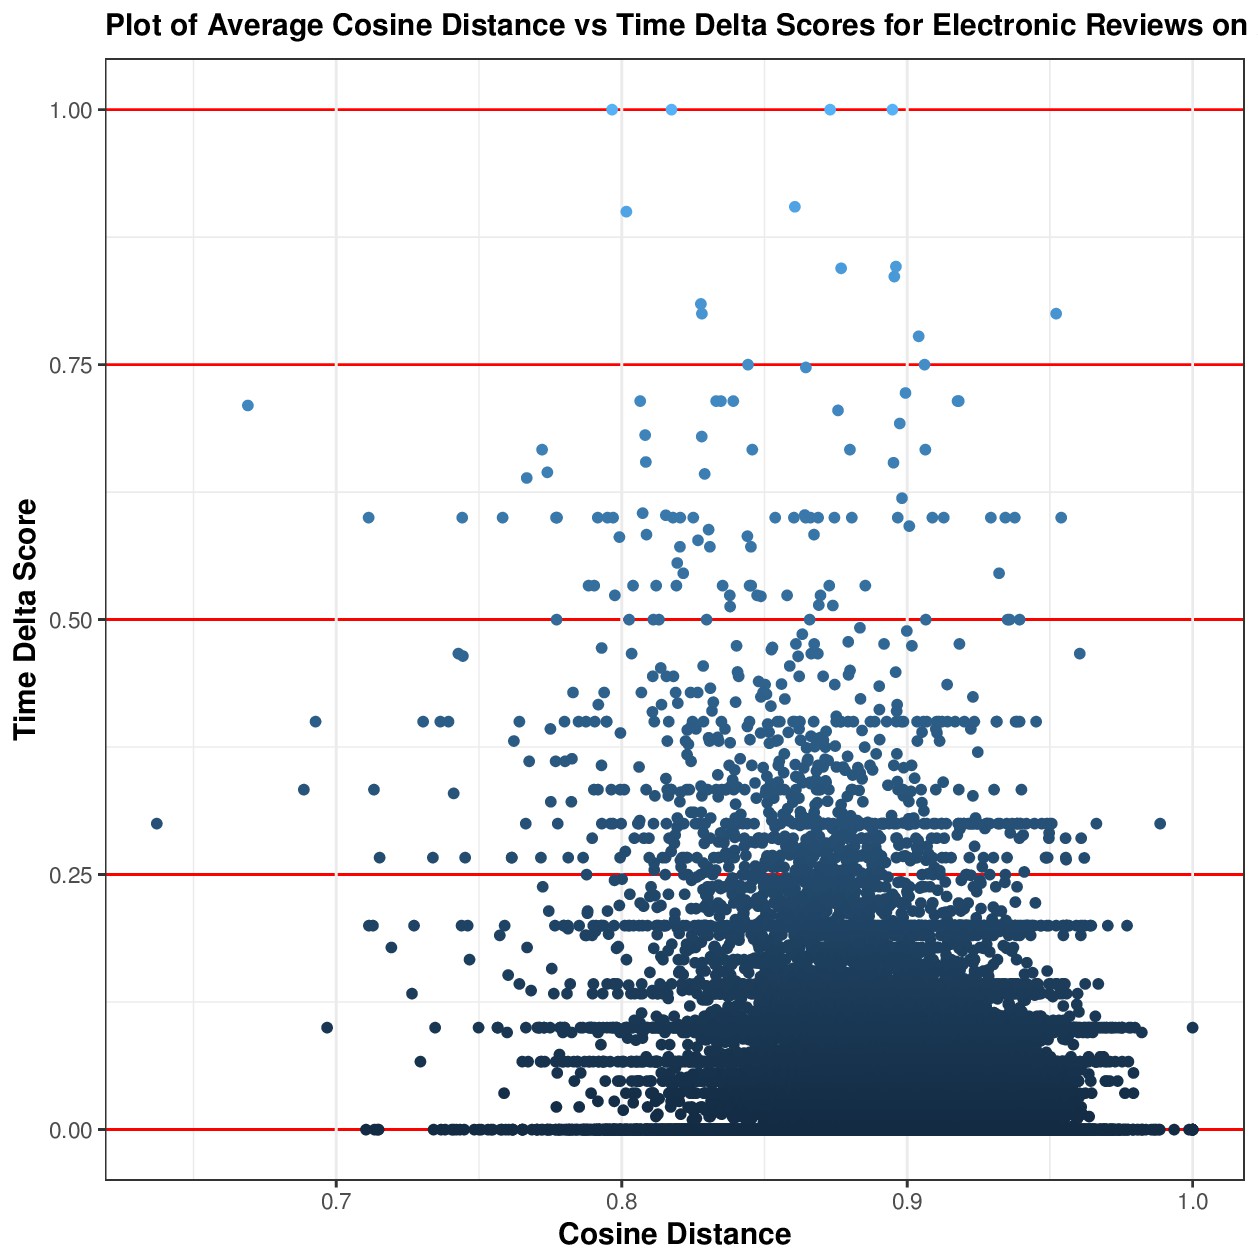 Plot of Average Cosine Distance vs Time Delta Scores for Electronic Reviews on
1.00
0.75
0.50
0.25
0.00
Time Delta Score
0.7 0.8 0.9 1.0
Cosine Distance